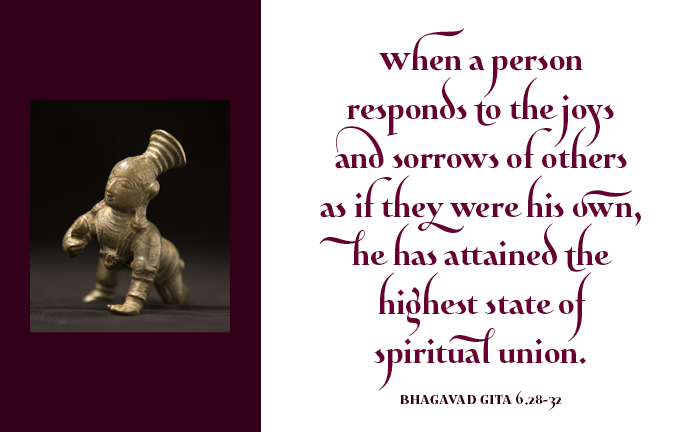 When a person
responds to the joys
and sorrows of others
as if they were his own,
he has attained the
highest state of
spiritual union.
BHAGAVAD GITA 6.28-32